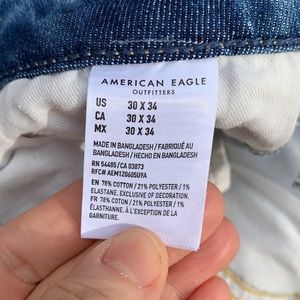 AMERICAN EAGLE
OUTFITTERS
US 30 X 34
CA 30 X 34
MX 30 X 34
MADE IN BANGLADESH / FABRIQUÉ AU
BANGLADESH / HECHO EN BANGLADESH
RN 54485/CA 03873
RFC# AEM120605U9A
EN 78% COTTON / 21% POLYESTER / 1%
ELASTANE. EXCLUSIVE OF DECORATION.
FR 78% COTON / 21% POLYESTER / 1%
ÉLASTHANNE. À L'EXCEPTION DE LA
GARNITURE.